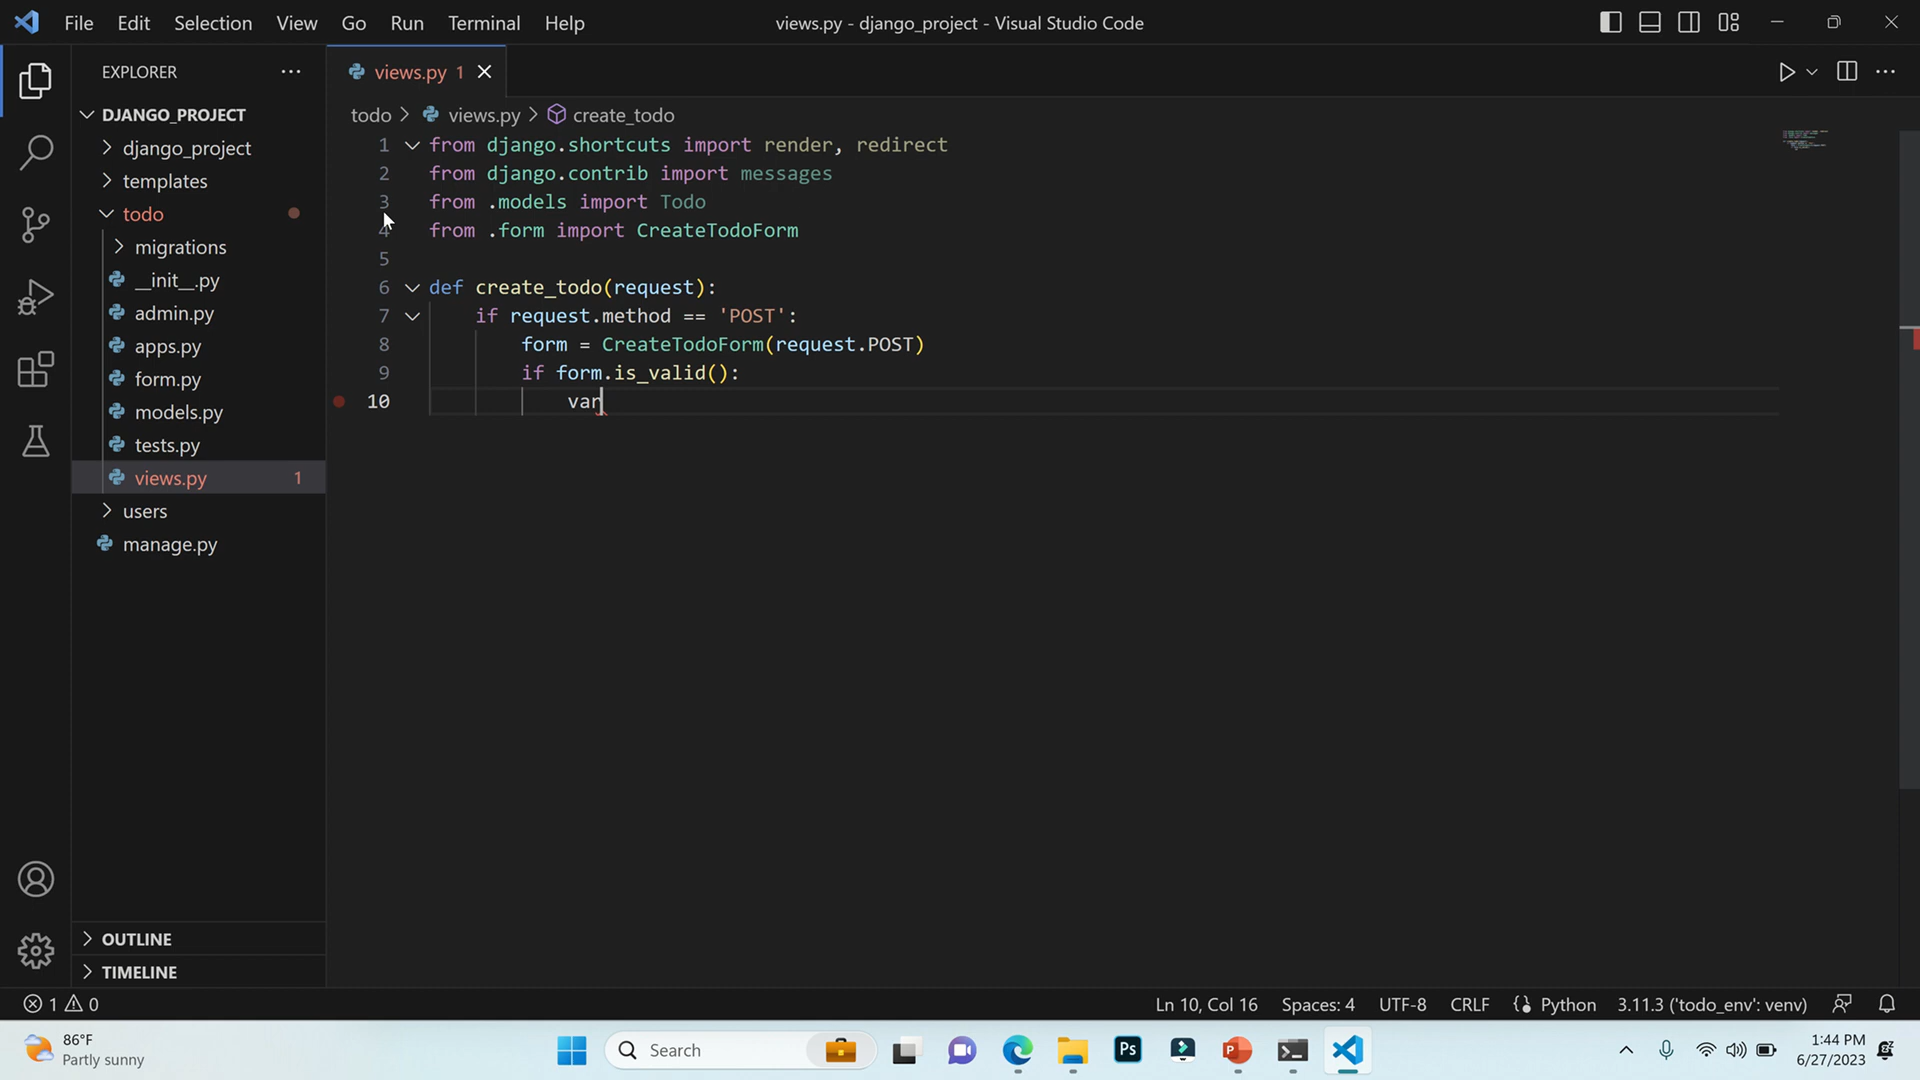 File Edit Selection View Go Run Terminal Help
views.py - django_project - Visual Studio Code
EXPLORER
DJANGO_PROJECT
django_project
templates
todo
migrations
__init__.py
admin.py
apps.py
form.py
models.py
tests.py
views.py 1
users
manage.py
OUTLINE
TIMELINE
views.py 1
todo > views.py > create_todo
1 from django.shortcuts import render, redirect
2 from django.contrib import messages
3 from .models import Todo
4 from .form import CreateTodoForm
5
6 def create_todo(request):
7 if request.method == 'POST':
8 form = CreateTodoForm(request.POST)
9 if form.is_valid():
10 var
1 0
Ln 10, Col 16 Spaces: 4 UTF-8 CRLF Python 3.11.3 ('todo_env': venv)
86°F
Partly sunny
Search
Ps
1:44 PM
6/27/2023